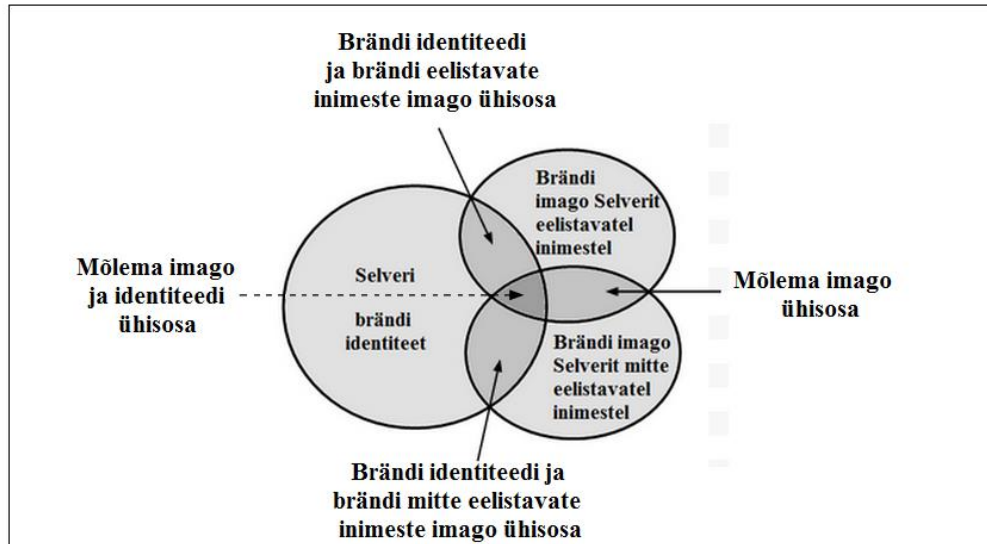 Brändi identiteedi
ja brändi eelistavate
inimeste imago ühisosa
Brändi
imago Selverit
eelistavatel
inimestel
Mõlema imago
ja identiteedi
ühisosa
Selveri
brändi
identiteet
Mõlema imago
ühisosa
Brändi imago
Selverit mitte
eelistavatel
inimestel
Brändi identiteedi ja
brändi mitte eelistavate
inimeste imago ühisosa